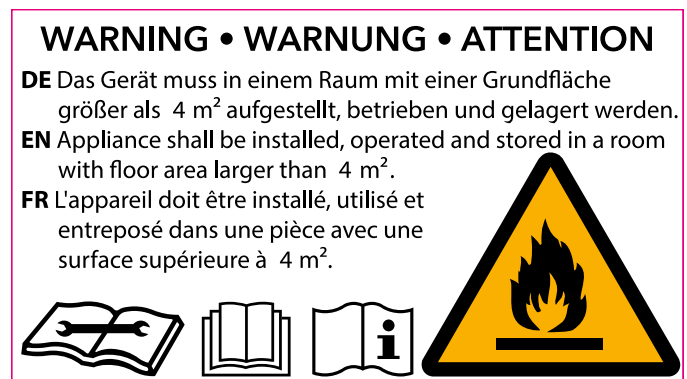 WARNING • WARNUNG • ATTENTION
DE Das Gerät muss in einem Raum mit einer Grundfläche
größer als 4 m² aufgestellt, betrieben und gelagert werden.
EN Appliance shall be installed, operated and stored in a room
with floor area larger than 4 m².
FR L'appareil doit être installé, utilisé et
entreposé dans une pièce avec une
surface supérieure à 4 m².
i